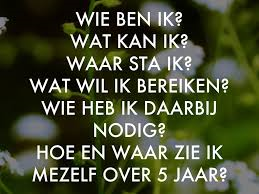 WIE BEN IK?
WAT KAN IK?
WAAR STA IK?
WAT WIL IK BEREIKEN?
WIE HEB IK DAARBIJ
NODIG?
HOE EN WAAR ZIE IK
MEZELF OVER 5 JAAR?